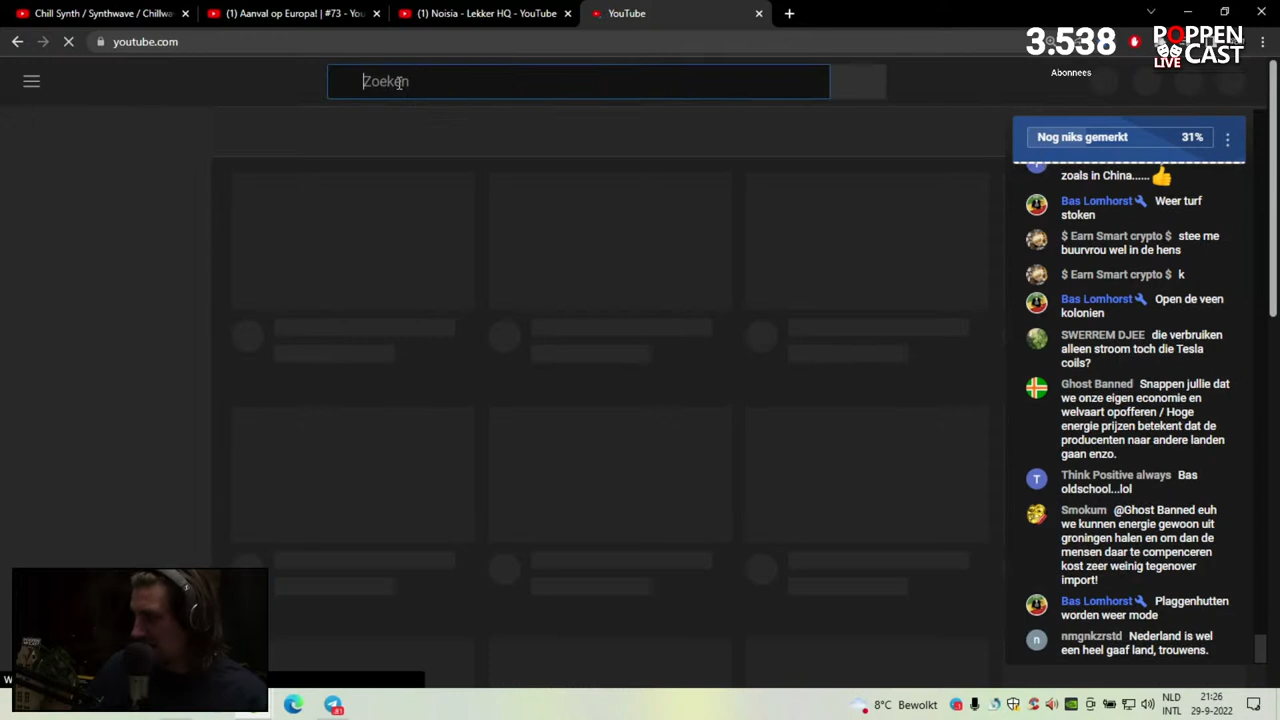 Chill Synth / Synthwave / Chillwa
(1) Aanval op Europa! | #73 - You
(1) Noisia - Lekker HQ - YouTube
YouTube
youtube.com
3.538
Abonnees
POPPEN
LIVE CAST
Zoeken
Nog niks gemerkt 31%
zoals in China...... 👍
Bas Lomhorst Weer turf
stoken
$ Earn Smart crypto $ stee me
buurvrou wel in de hens
$ Earn Smart crypto $ k
Bas Lomhorst Open de veen
kolonien
SWERREM DJEE die verbruiken
alleen stroom toch die Tesla
coils?
Ghost Banned Snappen jullie dat
we onze eigen economie en
welvaart opofferen / Hoge
energie prijzen betekent dat de
producenten naar andere landen
gaan enzo.
T Think Positive always Bas
oldschool...lol
Smokum @Ghost Banned euh
we kunnen energie gewoon uit
groningen halen en om dan de
mensen daar te compenceren
kost zeer weinig tegenover
import!
Bas Lomhorst Plaggenhutten
worden weer mode
n nmgnkzrstd Nederland is wel
een heel gaaf land, trouwens.
W
8°C Bewolkt
NLD
INTL
21:26
29-9-2022